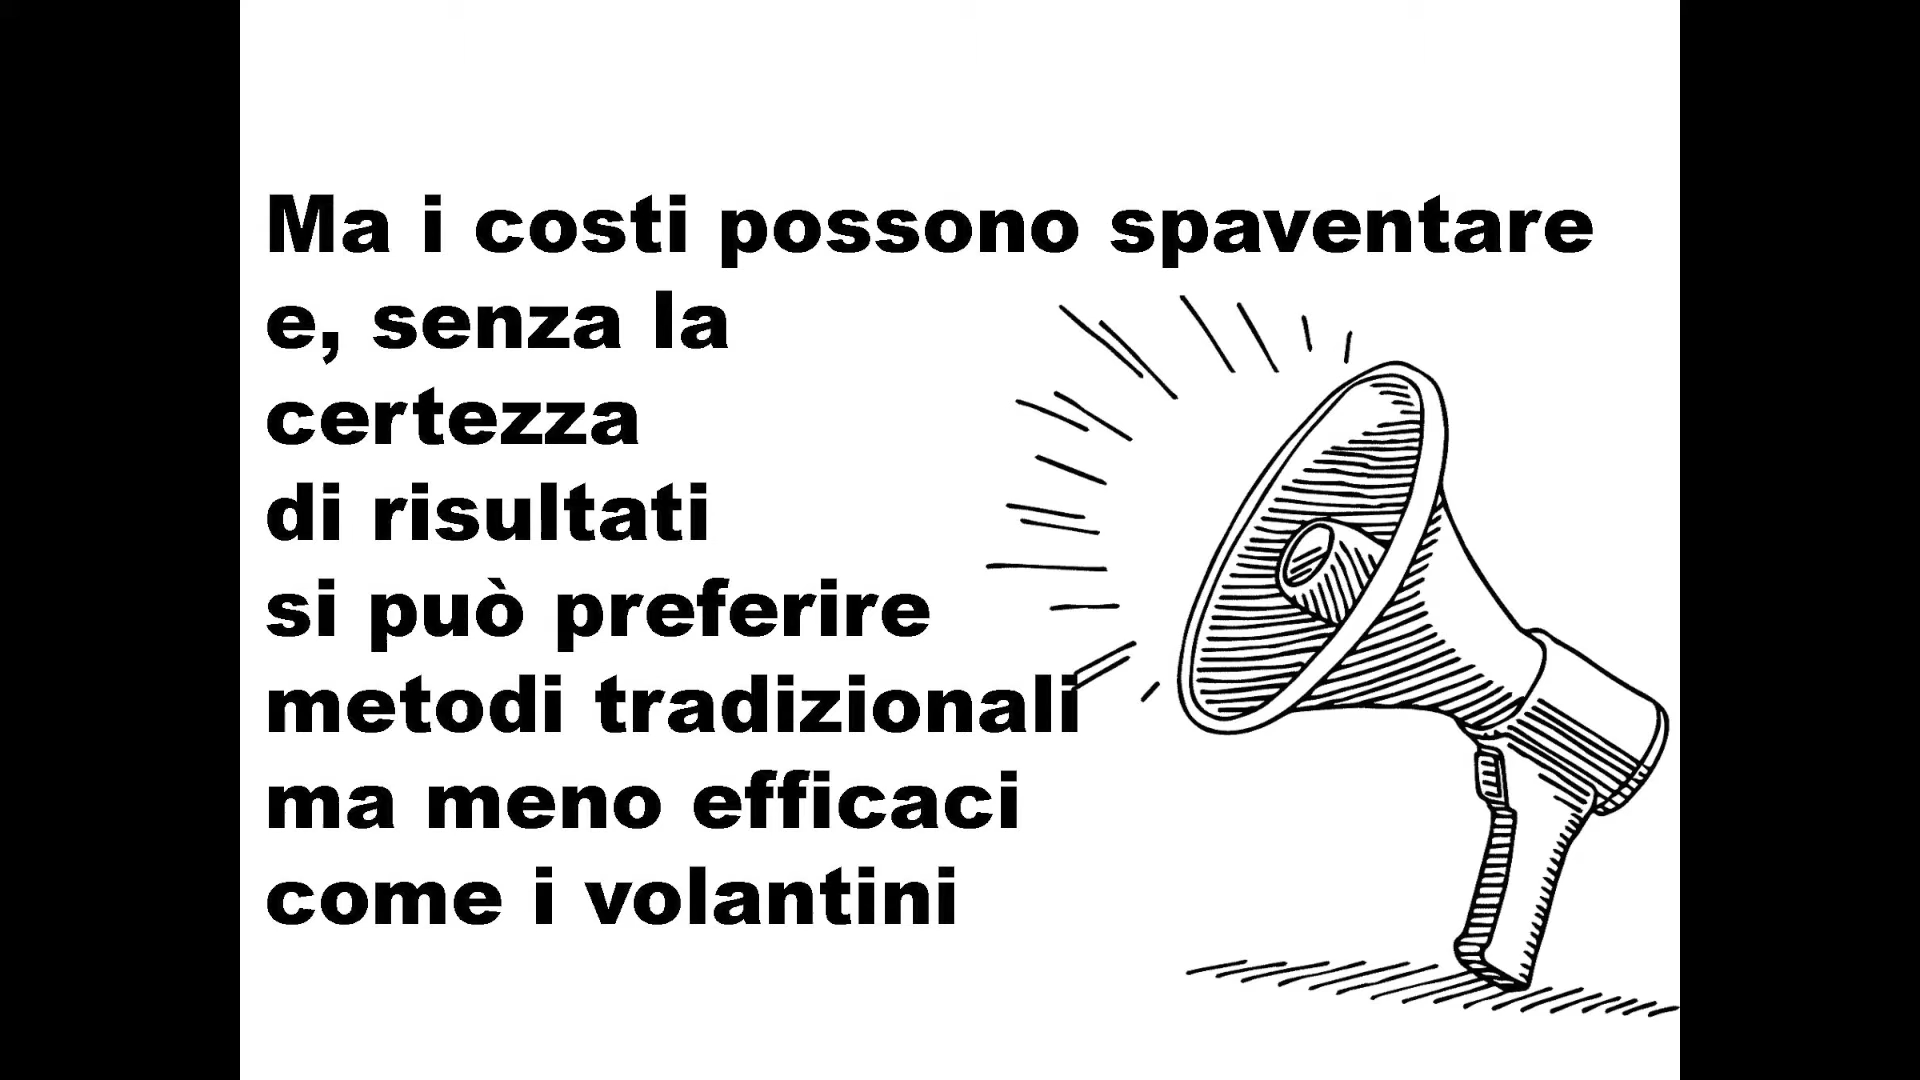 Ma i costi possono spaventare
e, senza la
certezza
di risultati
si può preferire
metodi tradizionali
ma meno efficaci
come i volantini